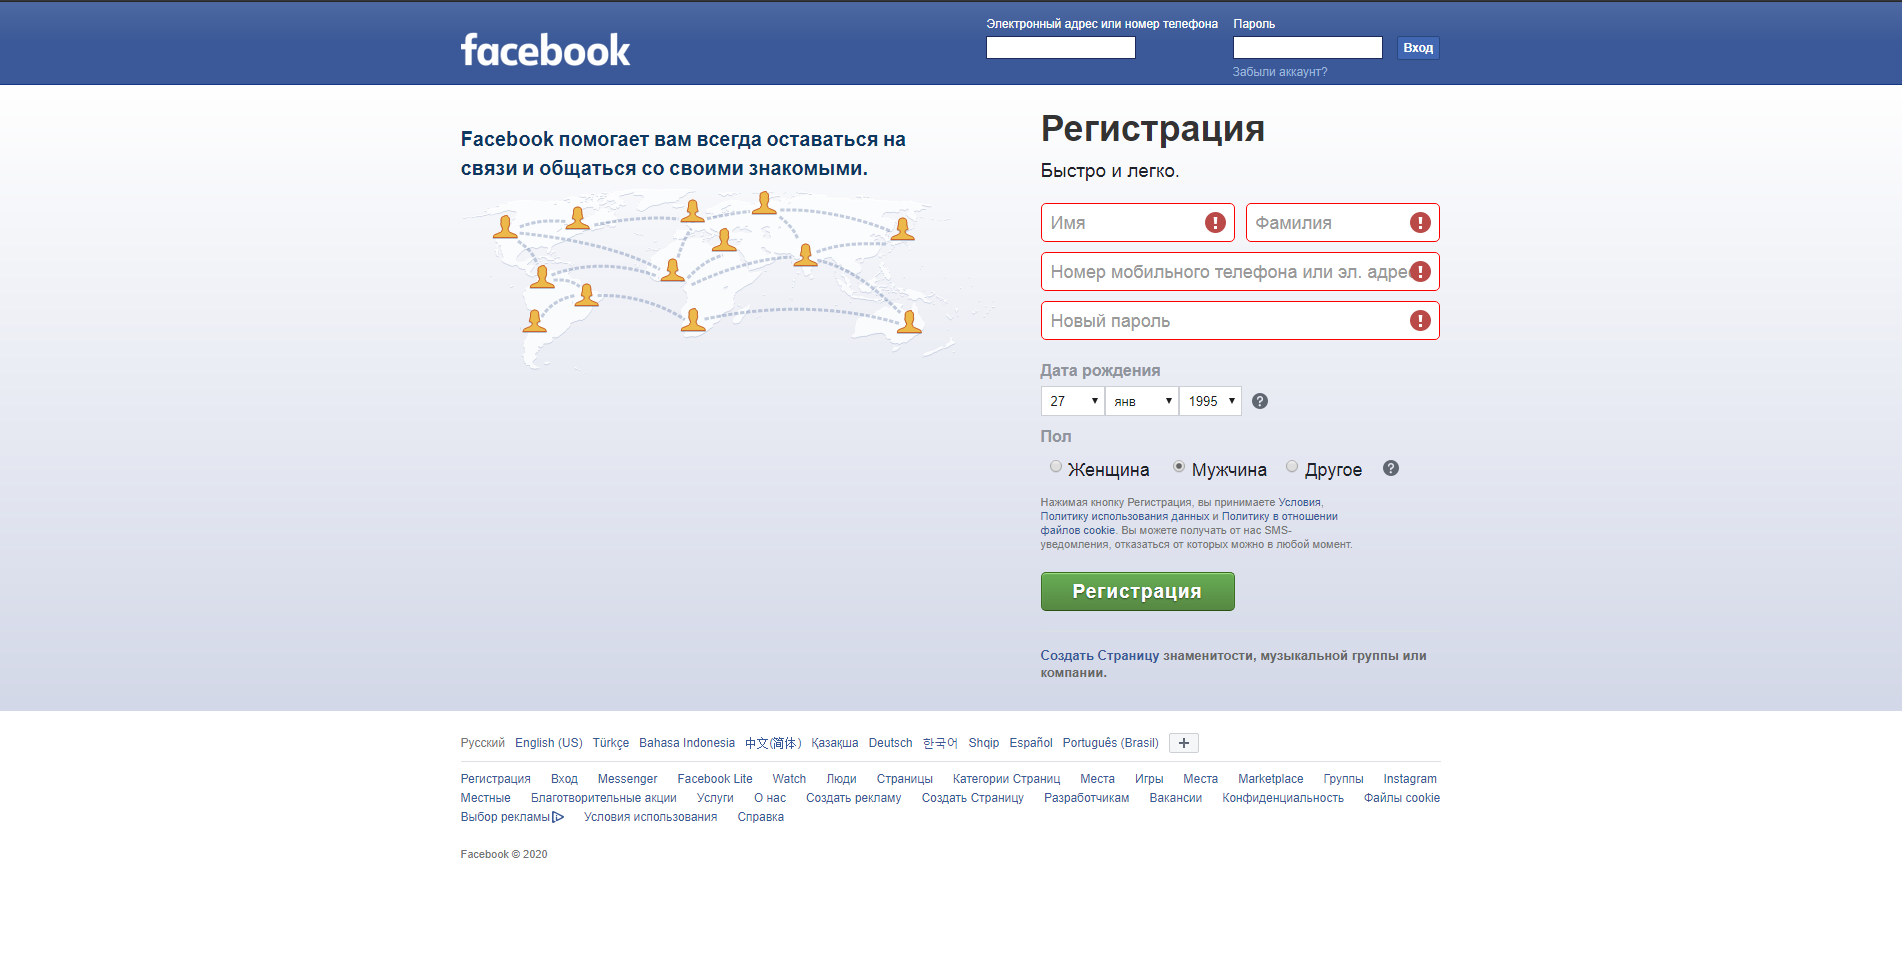 facebook
Электронный адрес или номер телефона
Пароль
Вход
Забыли аккаунт?
Facebook помогает вам всегда оставаться на
связи и общаться со своими знакомыми.
Регистрация
Быстро и легко.
Имя
Фамилия
Номер мобильного телефона или эл. адре
Новый пароль
Дата рождения
27 янв 1995
Пол
Женщина Мужчина Другое
Нажимая кнопку Регистрация, вы принимаете Условия,
Политику использования данных и Политику в отношении
файлов cookie. Вы можете получать от нас SMS-
уведомления, отказаться от которых можно в любой момент.
Регистрация
Создать Страницу знаменитости, музыкальной группы или
компании.
Русский English (US) Türkçe Bahasa Indonesia 中文(简体) Қазақша Deutsch 한국어 Shqip Español Português (Brasil)
Регистрация Вход Messenger Facebook Lite Watch Люди Страницы Категории Страниц Места Игры Места Marketplace Группы Instagram
Местные Благотворительные акции Услуги О нас Создать рекламу Создать Страницу Разработчикам Вакансии Конфиденциальность Файлы cookie
Выбор рекламы Условия использования Справка
Facebook © 2020